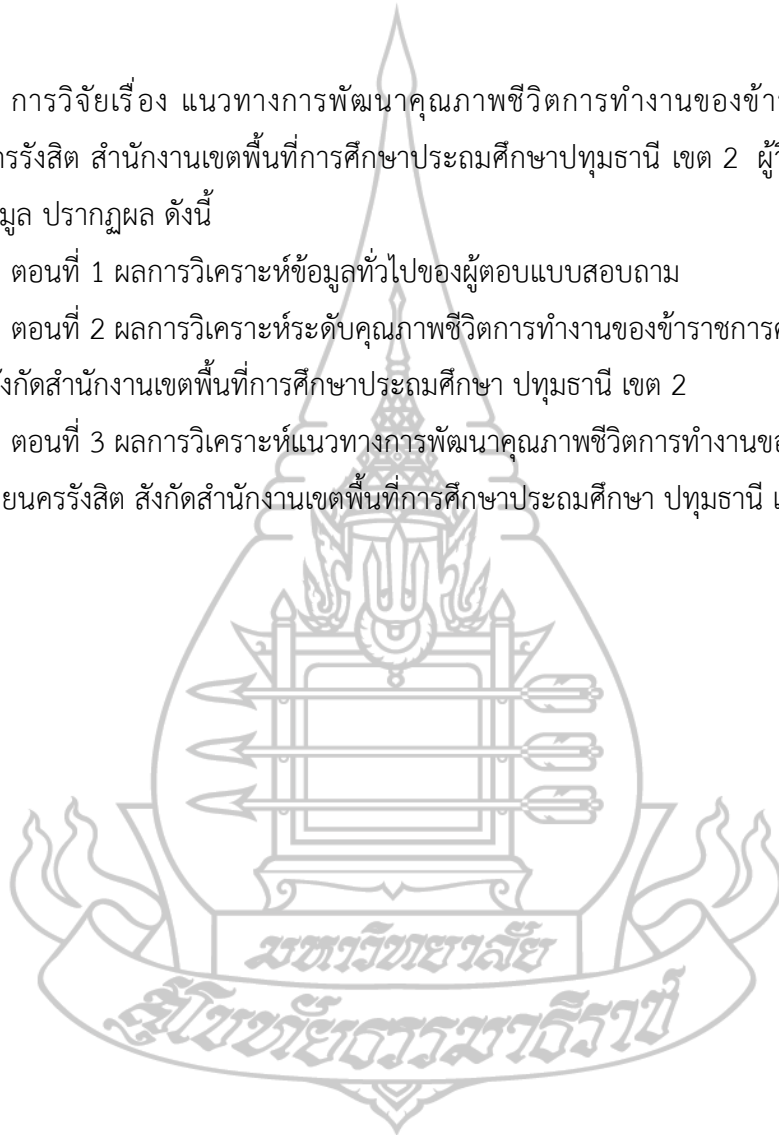 การวิจัยเรื่อง แนวทางการพัฒนาคุณภาพชีวิตการทำงานของข้า
รรังสิต สำนักงานเขตพื้นที่การศึกษาประถมศึกษาปทุมธานี เขต 2 ผู้วิ
มูล ปรากฏผล ดังนี้
ตอนที่ 1 ผลการวิเคราะห์ข้อมูลทั่วไปของผู้ตอบแบบสอบถาม
ตอนที่ 2 ผลการวิเคราะห์ระดับคุณภาพชีวิตการทำงานของข้าราชการ
ังกัดสำนักงานเขตพื้นที่การศึกษาประถมศึกษา ปทุมธานี เขต 2
ตอนที่ 3 ผลการวิเคราะห์แนวทางการพัฒนาคุณภาพชีวิตการทำงานขอ
ยนครรังสิต สังกัดสำนักงานเขตพื้นที่การศึกษาประถมศึกษา ปทุมธานี เ
มหาวิทยาลัย
สุโขทัยธรรมาธิราช